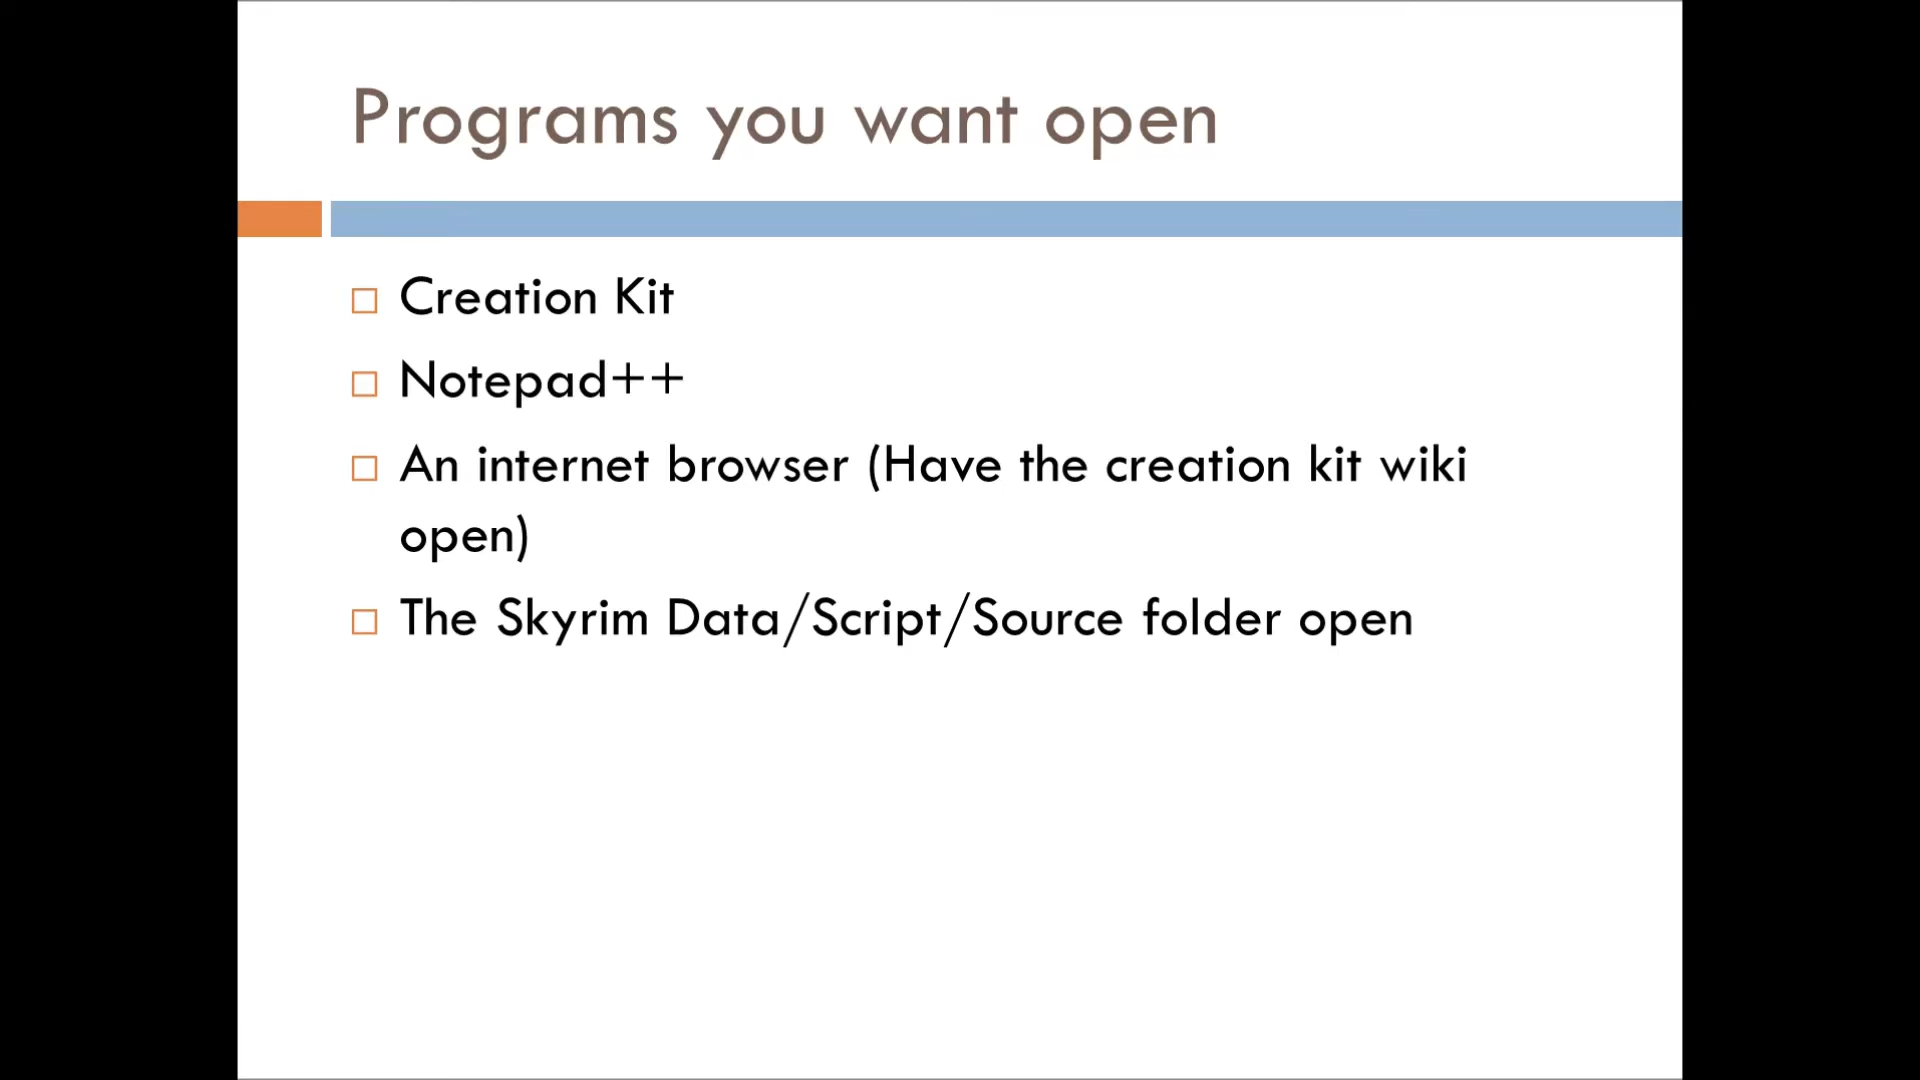 Programs you want open
Creation Kit
Notepad++
An internet browser (Have the creation kit wiki
open)
The Skyrim Data/Script/Source folder open